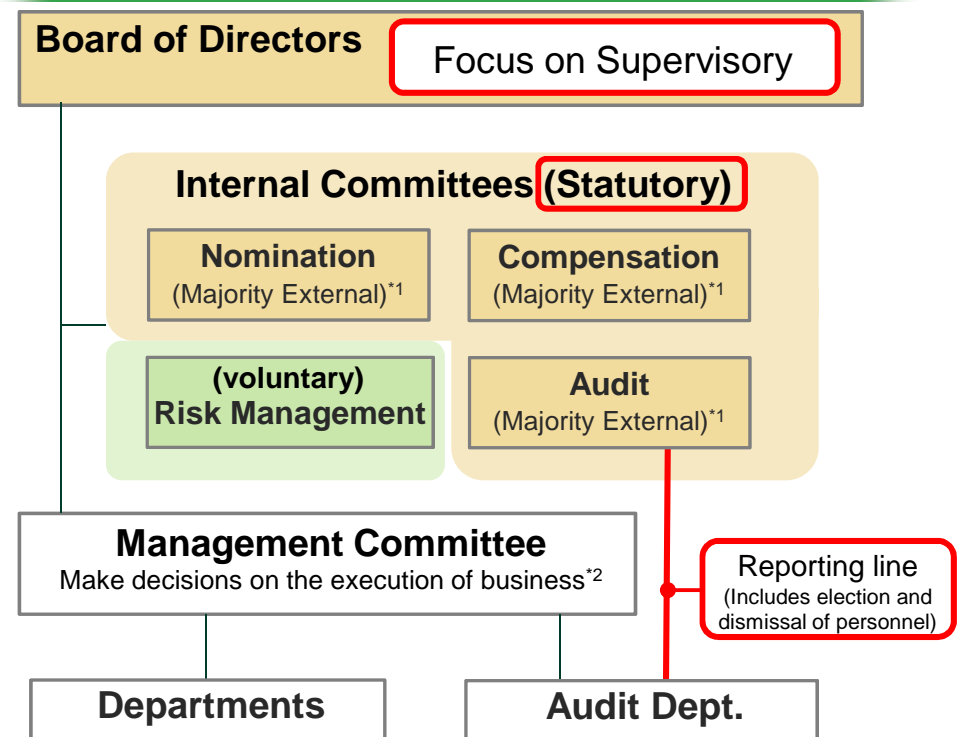 Board of Directors
Focus on Supervisory
Internal Committees (Statutory)
Nomination
(Majority External)*1
Compensation
(Majority External)*1
(voluntary)
Risk Management
Audit
(Majority External)*1
Management Committee
Make decisions on the execution of business*2
Reporting line
(Includes election and
dismissal of personnel)
Departments
Audit Dept.